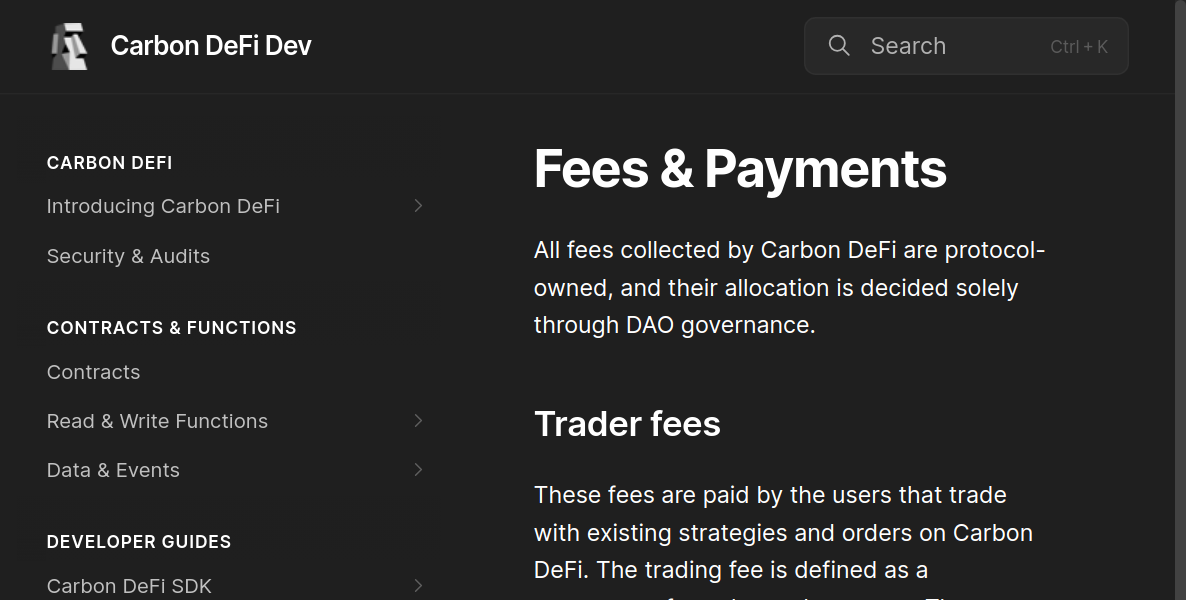 Carbon DeFi Dev
Search
Ctrl + K
CARBON DEFI
Introducing Carbon DeFi
Security & Audits
CONTRACTS & FUNCTIONS
Contracts
Read & Write Functions
Data & Events
DEVELOPER GUIDES
Carbon DeFi SDK
Fees & Payments
All fees collected by Carbon DeFi are protocol-
owned, and their allocation is decided solely
through DAO governance.
Trader fees
These fees are paid by the users that trade
with existing strategies and orders on Carbon
DeFi. The trading fee is defined as a